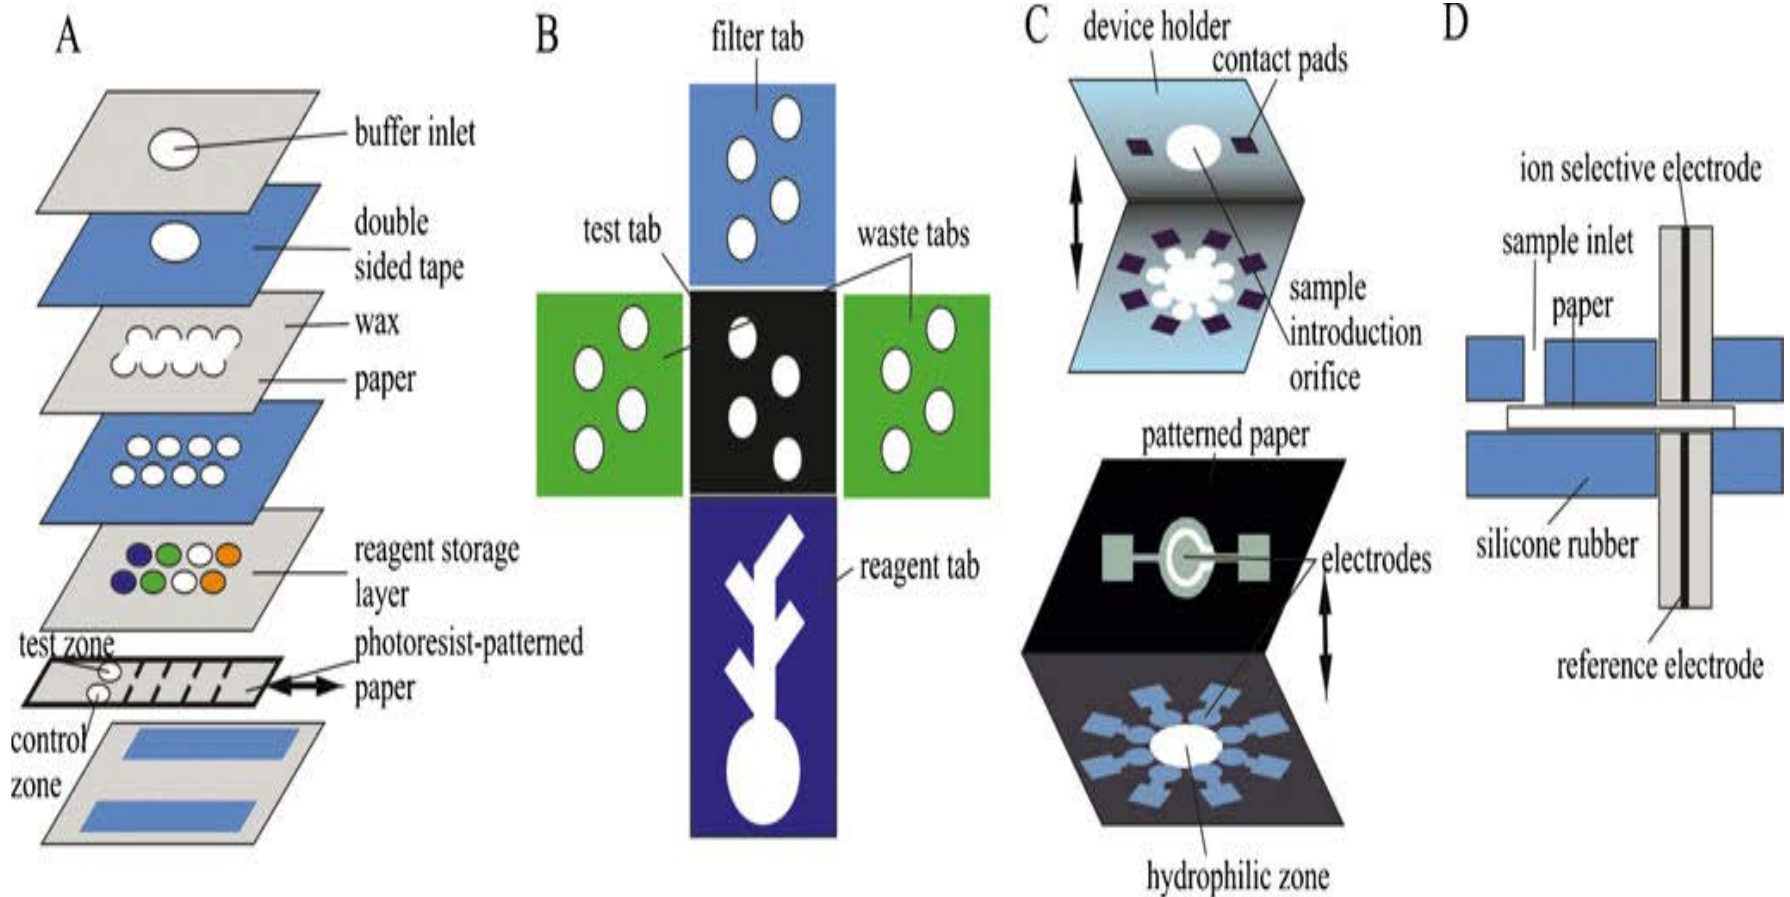 A
buffer inlet
double
sided tape
wax
paper
reagent storage
layer
test zone
photoresist-patterned
paper
control
zone
B
filter tab
test tab
waste tabs
reagent tab
C
device holder
contact pads
sample
introduction
orifice
patterned paper
electrodes
hydrophilic zone
D
ion selective electrode
sample inlet
paper
silicone rubber
reference electrode